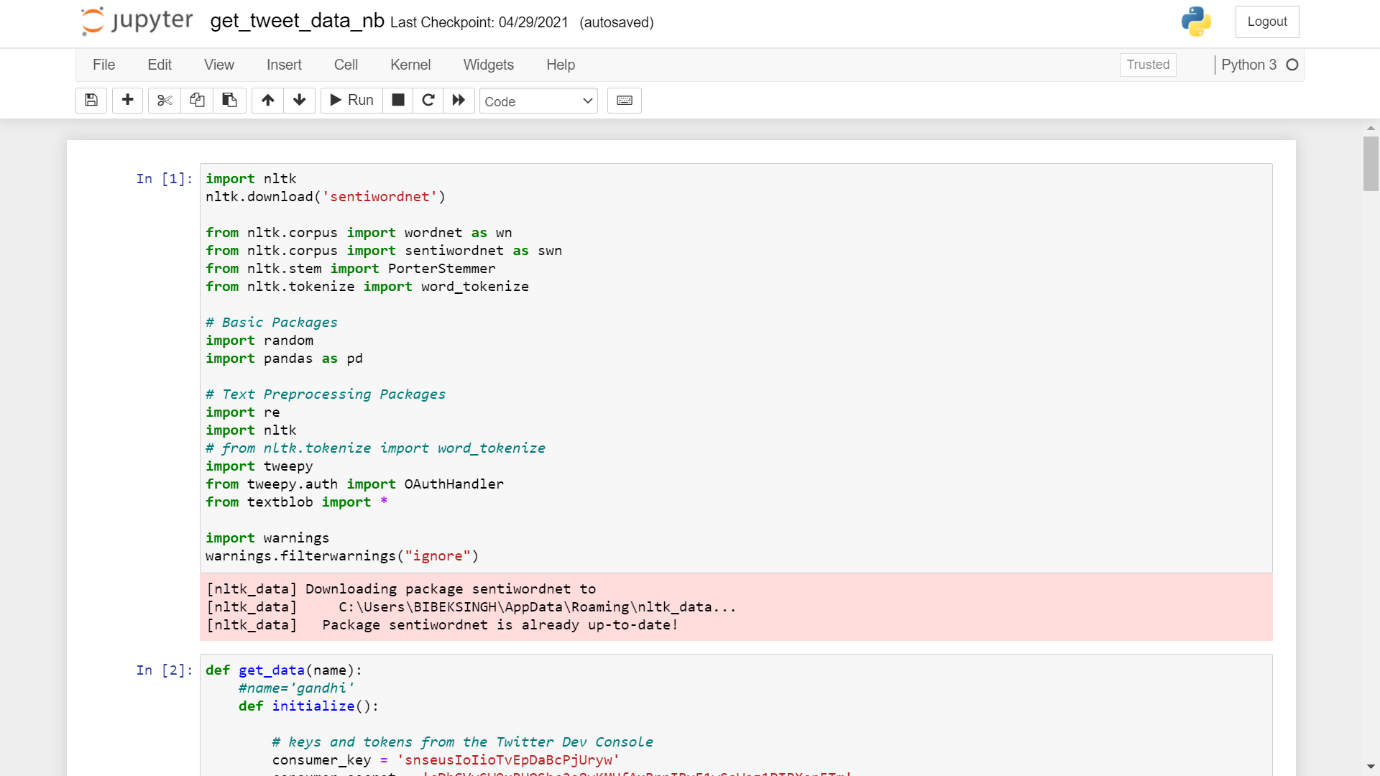 jupyter get_tweet_data_nb Last Checkpoint: 04/29/2021 (autosaved)
Logout
File Edit View Insert Cell Kernel Widgets Help
Trusted
Python 3
Run
Code
In [1]:
import nltk
nltk.download('sentiwordnet')
from nltk.corpus import wordnet as wn
from nltk.corpus import sentiwordnet as swn
from nltk.stem import PorterStemmer
from nltk.tokenize import word_tokenize
# Basic Packages
import random
import pandas as pd
# Text Preprocessing Packages
import re
import nltk
# from nltk.tokenize import word_tokenize
import tweepy
from tweepy.auth import OAuthHandler
from textblob import *
import warnings
warnings.filterwarnings("ignore")
[nltk_data] Downloading package sentiwordnet to
[nltk_data] C:\Users\BIBEKSINGH\AppData\Roaming\nltk_data...
[nltk_data] Package sentiwordnet is already up-to-date!
In [2]:
def get_data(name):
#name='gandhi'
def initialize():
# keys and tokens from the Twitter Dev Console
consumer_key = 'snseusIoIioTvEpDaBcPjUryw'